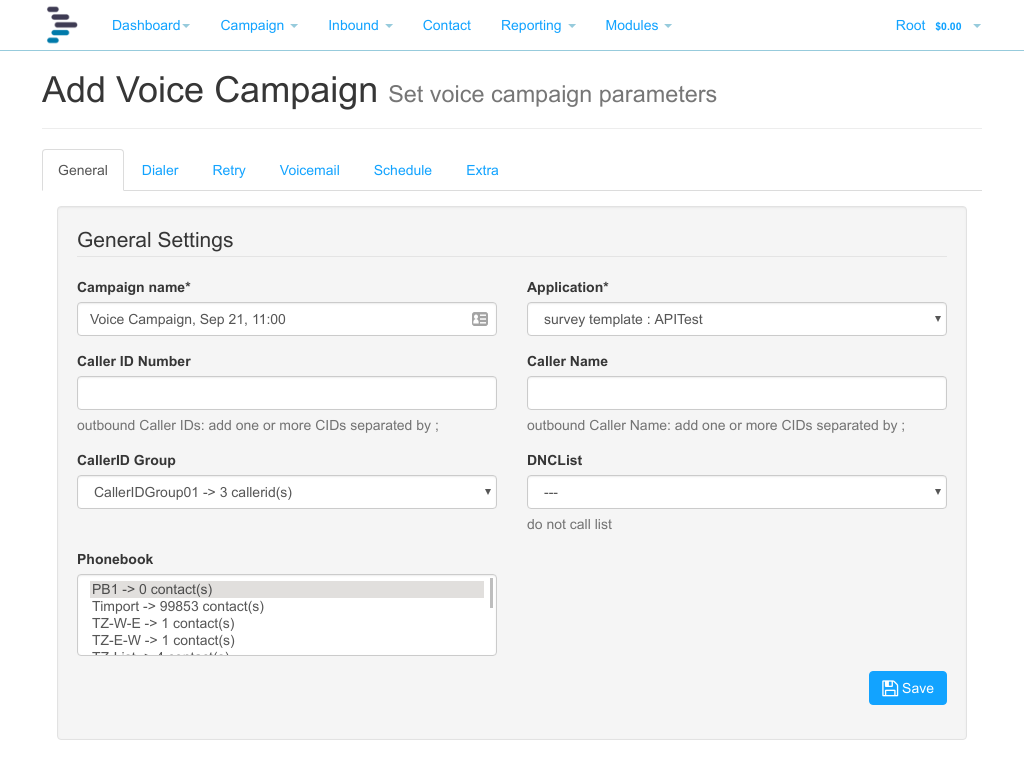 Dashboard Campaign Inbound Contact Reporting Modules Root $0.00
Add Voice Campaign Set voice campaign parameters
General Dialer Retry Voicemail Schedule Extra
General Settings
Campaign name* Application*
Voice Campaign, Sep 21, 11:00 survey template : APITest
Caller ID Number Caller Name
outbound Caller IDs: add one or more CIDs separated by ; outbound Caller Name: add one or more CIDs separated by ;
CallerID Group DNCList
CallerIDGroup01 -> 3 callerid(s) ---
do not call list
Phonebook
PB1 -> 0 contact(s)
Timport -> 99853 contact(s)
TZ-W-E -> 1 contact(s)
TZ-E-W -> 1 contact(s)
Save